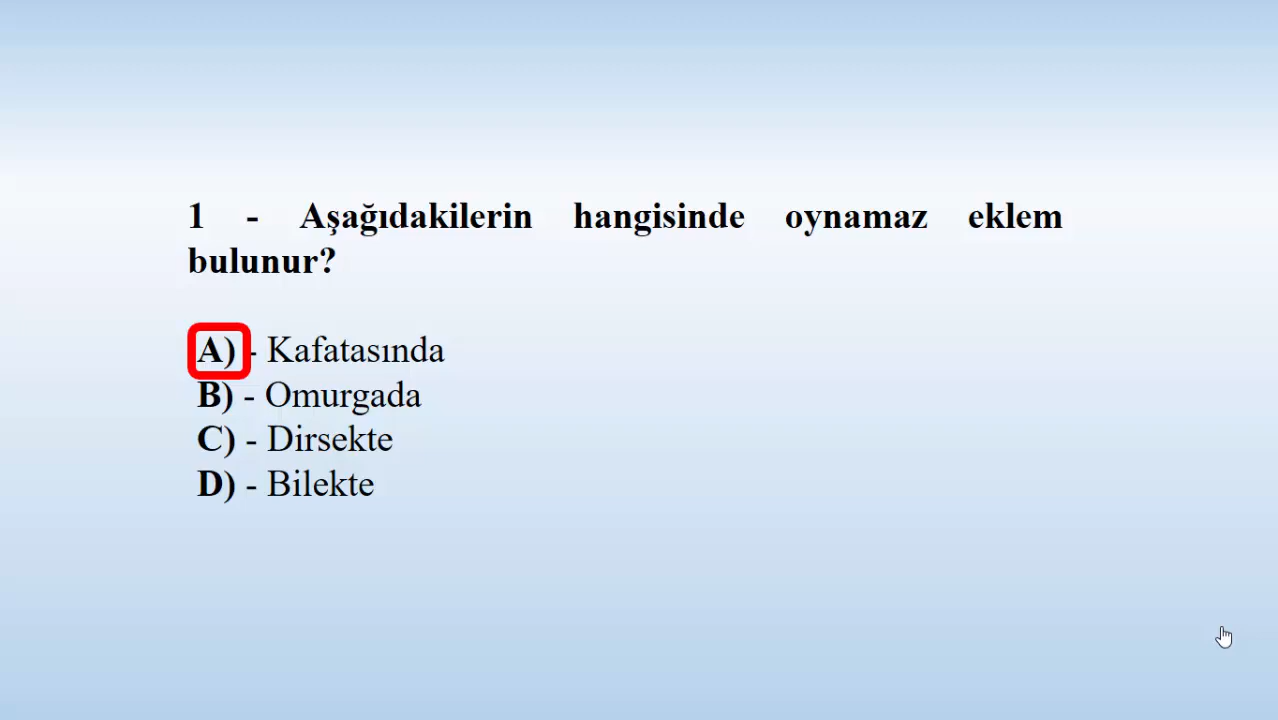 1 - Aşağıdakilerin hangisinde oynamaz eklem
bulunur?
A) - Kafatasında
B) - Omurgada
C) - Dirsekte
D) - Bilekte